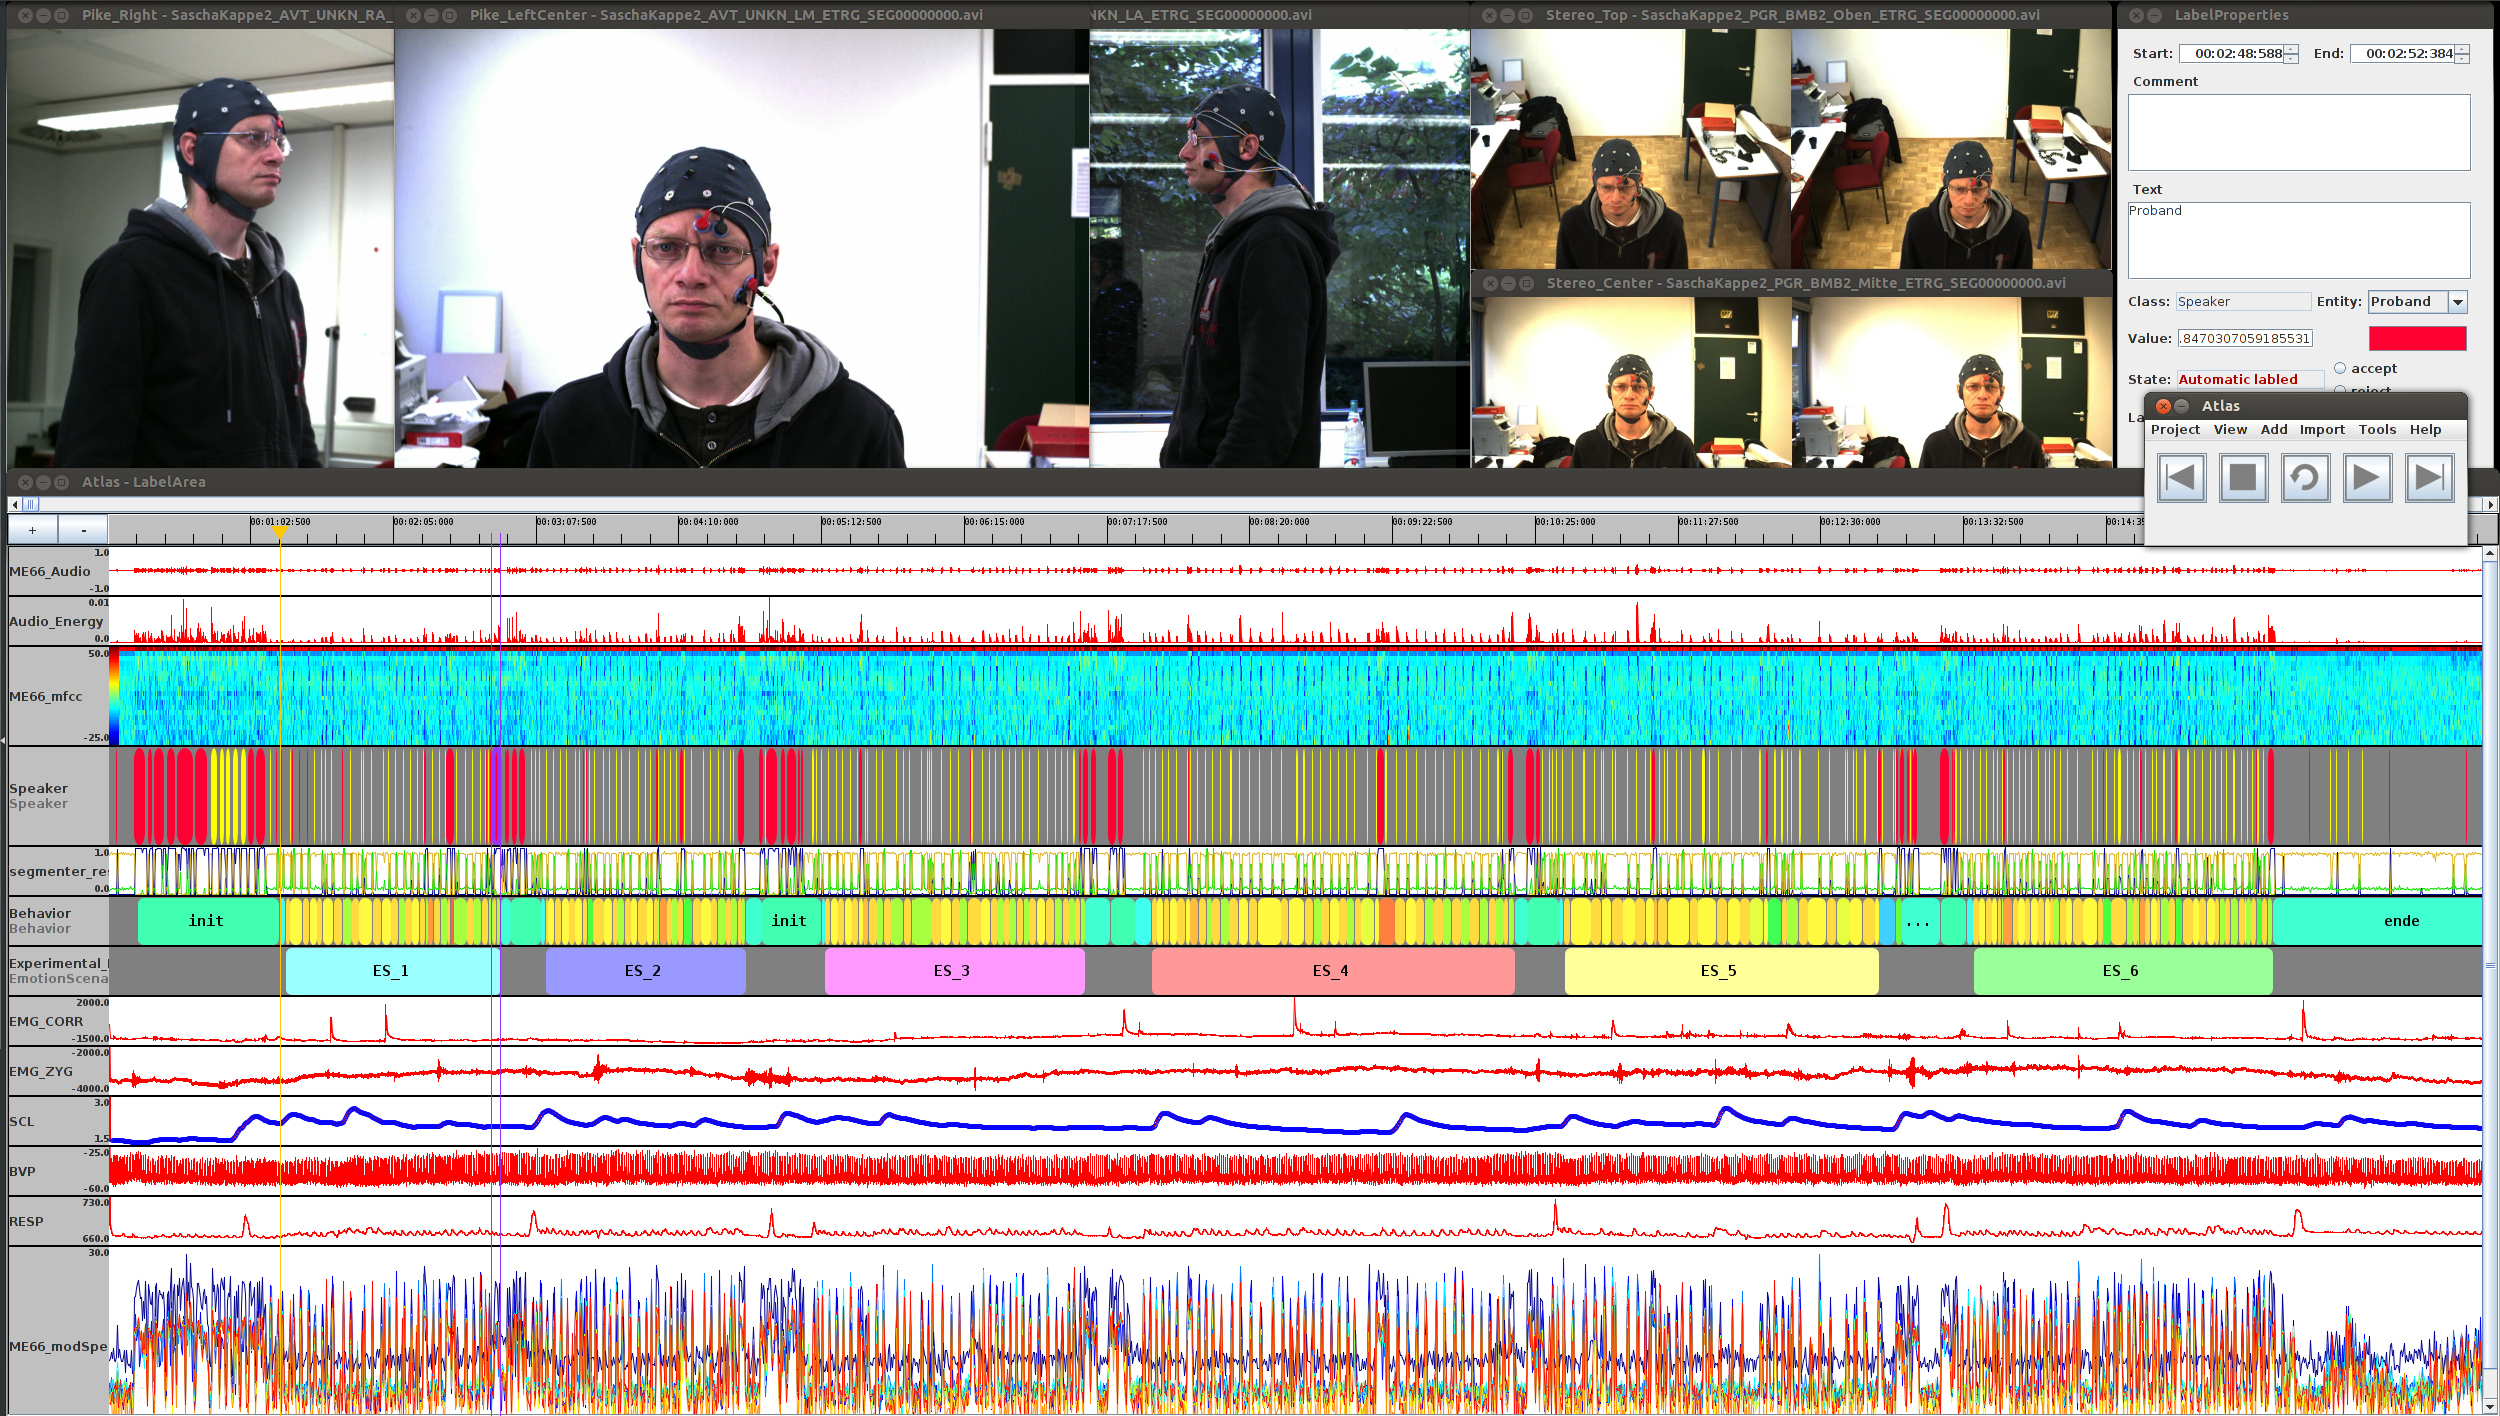 Pike_Right - SaschaKappe2_AVT_UNKN_RA_
Pike_LeftCenter - SaschaKappe2_AVT_UNKN_LM_ETRG_SEG00000000.avi
NKN_LA_ETRG_SEG00000000.avi
Stereo_Top - SaschaKappe2_PGR_BMB2_Oben_ETRG_SEG00000000.avi
Stereo_Center - SaschaKappe2_PGR_BMB2_Mitte_ETRG_SEG00000000.avi
LabelProperties
Start: 00:02:48:588 End: 00:02:52:384
Comment
Text
Proband
Class: Speaker Entity: Proband
Value: .8470307059185531
State: Automatic labled
accept
reject
La
Atlas
Project View Add Import Tools Help
Atlas - LabelArea
+ -
00:01:02:500 00:02:05:000 00:03:07:500 00:04:10:000 00:05:12:500 00:06:15:000 00:07:17:500 00:08:20:000 00:09:22:500 00:10:25:000 00:11:27:500 00:12:30:000 00:13:32:500 00:14:35
1.0
ME66_Audio
-1.0
0.01
Audio_Energy
0.0
50.0
ME66_mfcc
-25.0
Speaker
Speaker
1.0
segmenter_res
0.0
Behavior
Behavior
init init ... ende
Experimental_
EmotionScena
ES_1 ES_2 ES_3 ES_4 ES_5 ES_6
2000.0
EMG_CORR
-1500.0
-2000.0
EMG_ZYG
-4000.0
3.0
SCL
1.5
-25.0
BVP
-60.0
730.0
RESP
660.0
30.0
ME66_modSpe